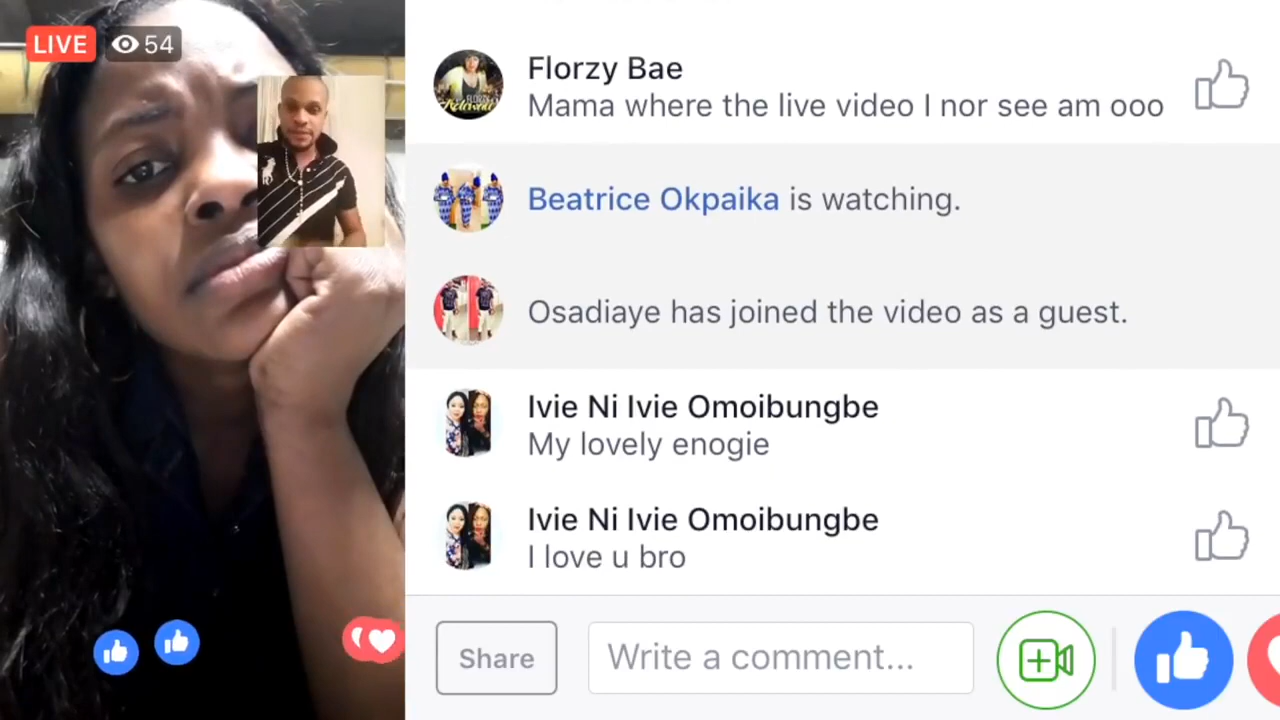 LIVE 54
Florzy Bae
Mama where the live video I nor see am ooo
Beatrice Okpaika is watching.
Osadiaye has joined the video as a guest.
Ivie Ni Ivie Omoibungbe
My lovely enogie
Ivie Ni Ivie Omoibungbe
I love u bro
Share
Write a comment...